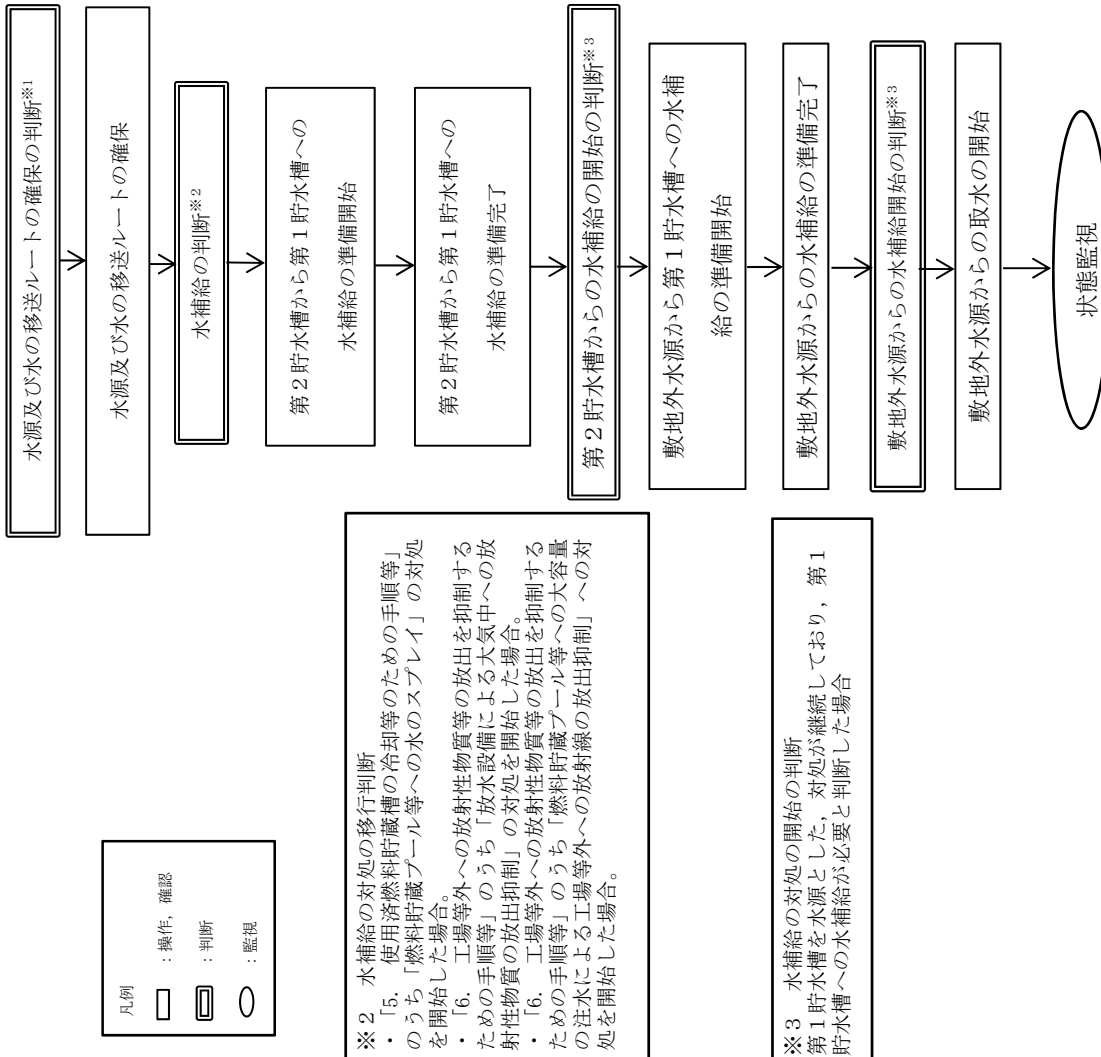 水源及び水の移送ルートの確保の判断※1
水源及び水の移送ルートの確保
水補給の判断※2
第2貯水槽から第1貯水槽への
水補給の準備開始
第2貯水槽から第1貯水槽への
水補給の準備完了
第2貯水槽からの水補給の開始の判断※3
敷地外水源から第1貯水槽への水補
給の準備開始
敷地外水源からの水補給の準備完了
敷地外水源からの水補給開始の判断※3
敷地外水源からの取水の開始
状態監視
凡例
:操作,確認
:判断
:監視
※2 水補給の対処の移行判断
・「5. 使用済燃料貯蔵槽の冷却等のための手順等」
のうち「燃料貯蔵プール等への水のスプレイ」の対処
を開始した場合。
・「6. 工場等外への放射性物質等の放出を抑制する
ための手順等」のうち「放水設備による大気中への放
射性物質の放出抑制」の対処を開始した場合。
・「6. 工場等外への放射性物質等の放出を抑制する
ための手順等」のうち「燃料貯蔵プール等への大容量
の注水による工場等外への放射線の放出抑制」への対
処を開始した場合。
※3 水補給の対処の開始の判断
第1貯水槽を水源とした,対処が継続しており,第1
貯水槽への水補給が必要と判断した場合